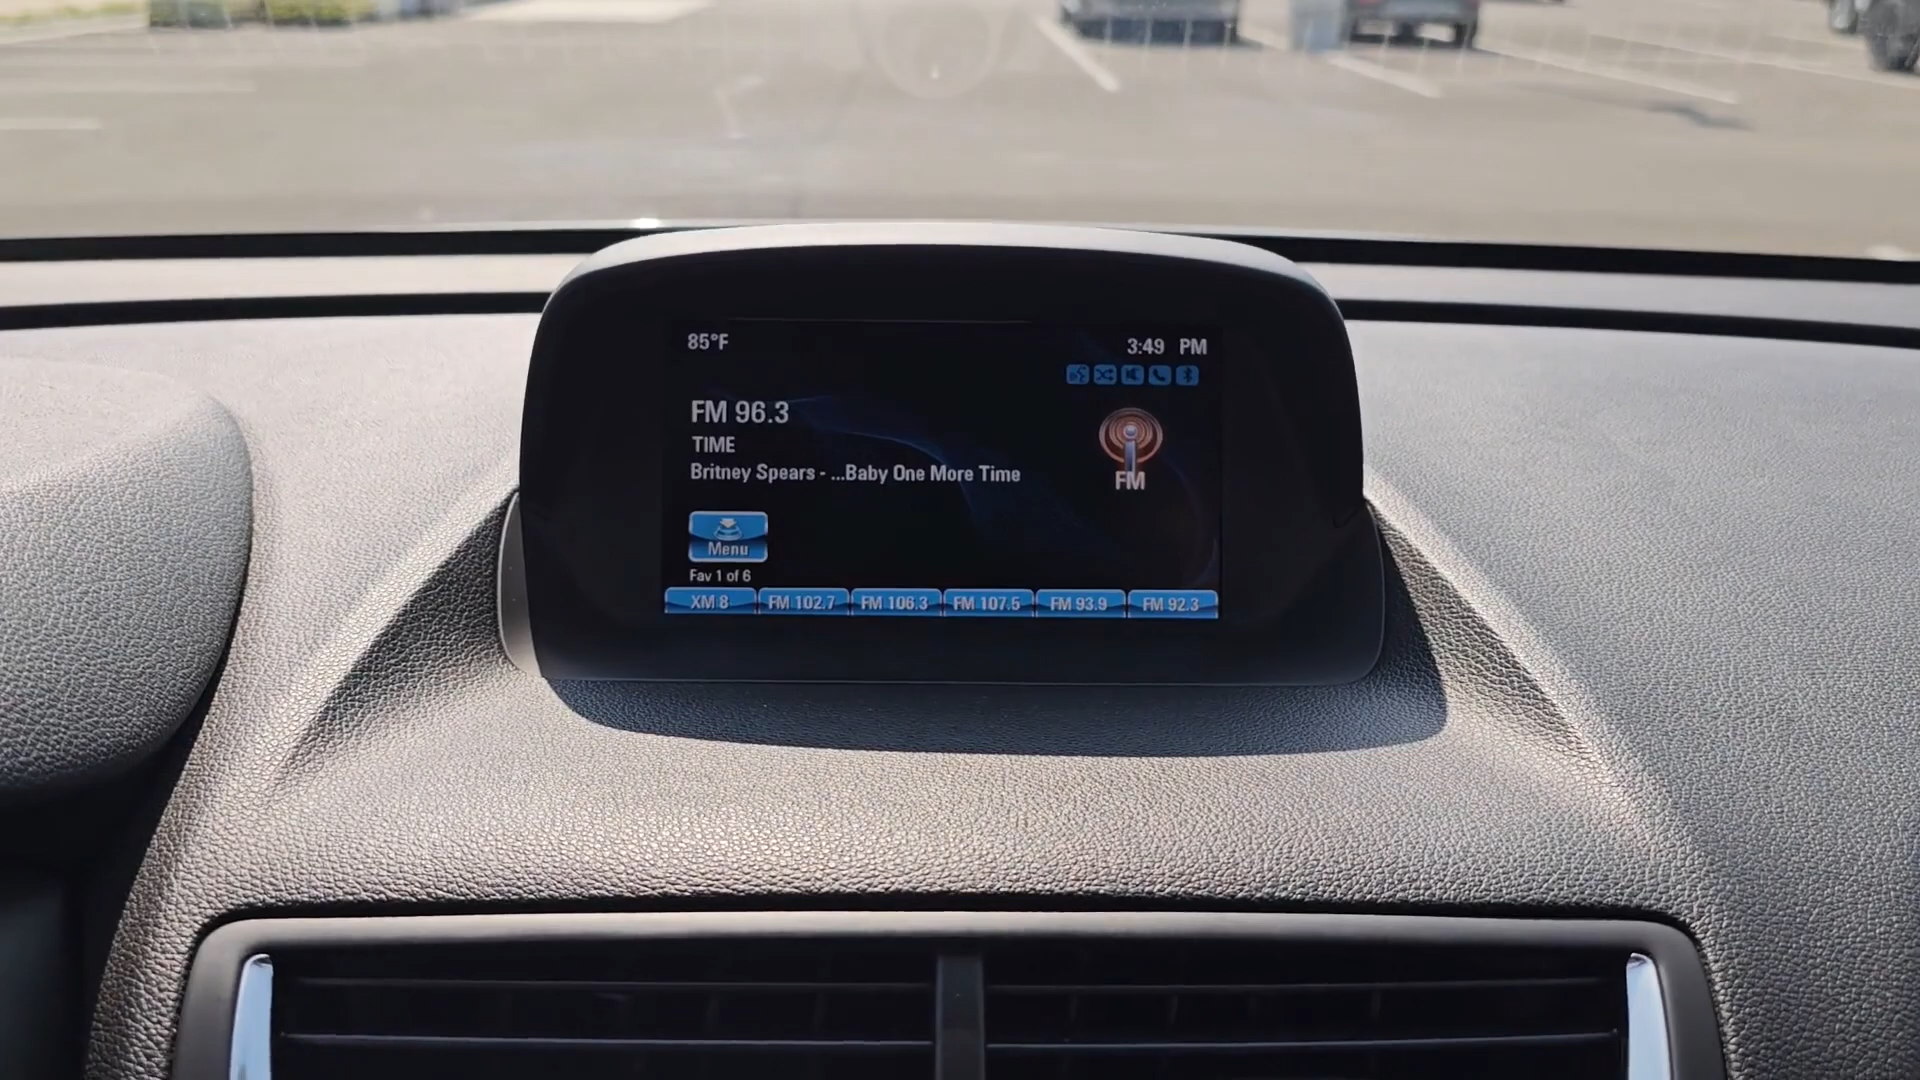 85°F
3:49 PM
FM 96.3
TIME
Britney Spears - ...Baby One More Time
FM
Menu
Fav 1 of 6
XM 8 FM 102.7 FM 106.3 FM 107.5 FM 93.9 FM 92.3